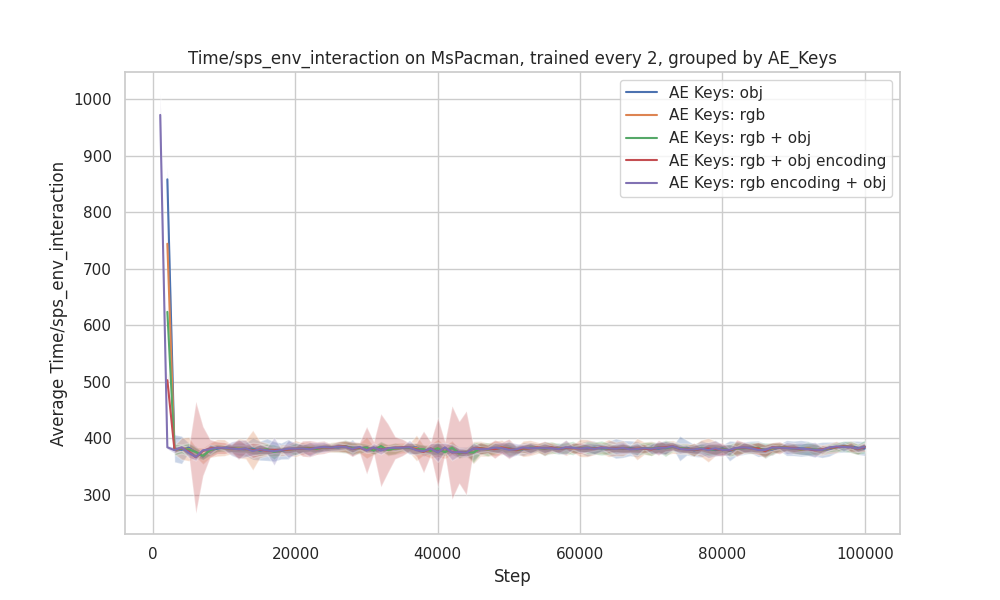 Time/sps_env_interaction on MsPacman, trained every 2, grouped by AE_Keys
AE Keys: obj
AE Keys: rgb
AE Keys: rgb + obj
AE Keys: rgb + obj encoding
AE Keys: rgb encoding + obj
Average Time/sps_env_interaction
1000
900
800
700
600
500
400
300
0
20000
40000
60000
80000
100000
Step